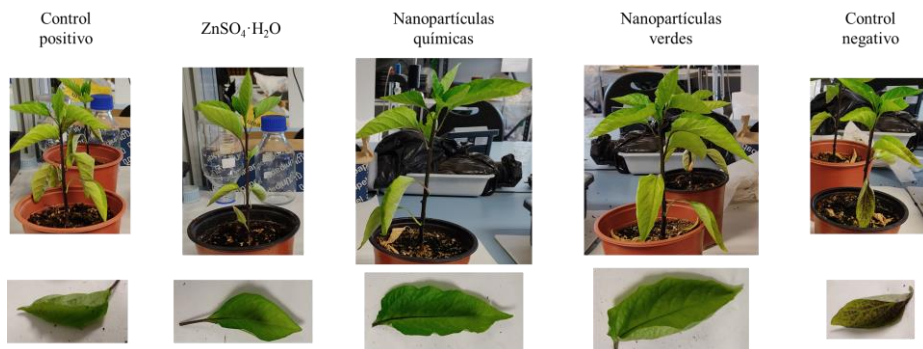 Control
positivo
ZnSO₄·H₂O
Nanopartículas
químicas
Nanopartículas
verdes
Control
negativo